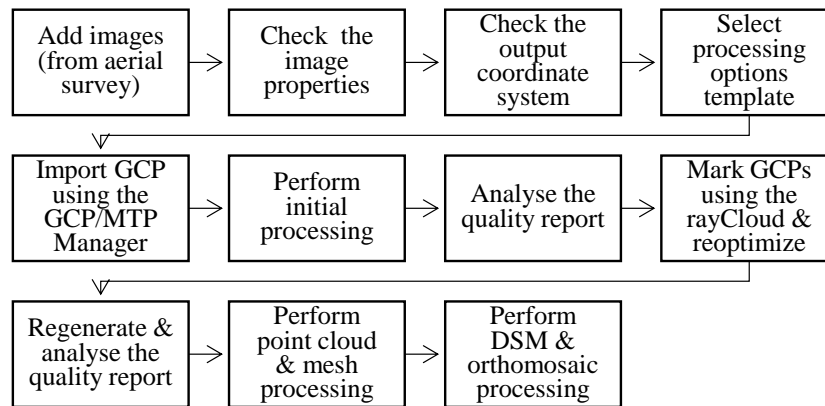 Add images
(from aerial
survey)
Check the
image
properties
Check the
output
coordinate
system
Select
processing
options
template
Import GCP
using the
GCP/MTP
Manager
Perform
initial
processing
Analyse the
quality report
Mark GCPs
using the
rayCloud &
reoptimize
Regenerate &
analyse the
quality report
Perform
point cloud
& mesh
processing
Perform
DSM &
orthomosaic
processing